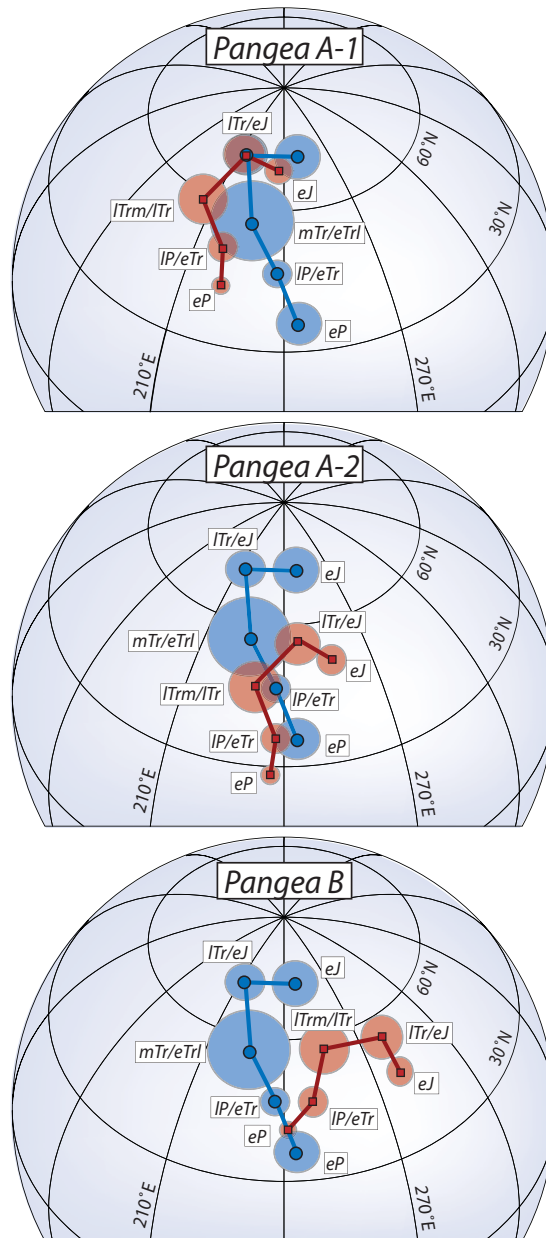 Pangea A-1
lTr/eJ
60°N
eJ
lTrm/lTr
30°N
mTr/eTrl
lP/eTr
lP/eTr
eP
eP
210°E
270°E
Pangea A-2
lTr/eJ
eJ
60°N
lTr/eJ
30°N
mTr/eTrl
eJ
lTrm/lTr
lP/eTr
lP/eTr
eP
eP
210°E
270°E
Pangea B
lTr/eJ
eJ
60°N
lTrm/lTr
lTr/eJ
30°N
mTr/eTrl
eJ
lP/eTr
lP/eTr
eP
eP
210°E
270°E